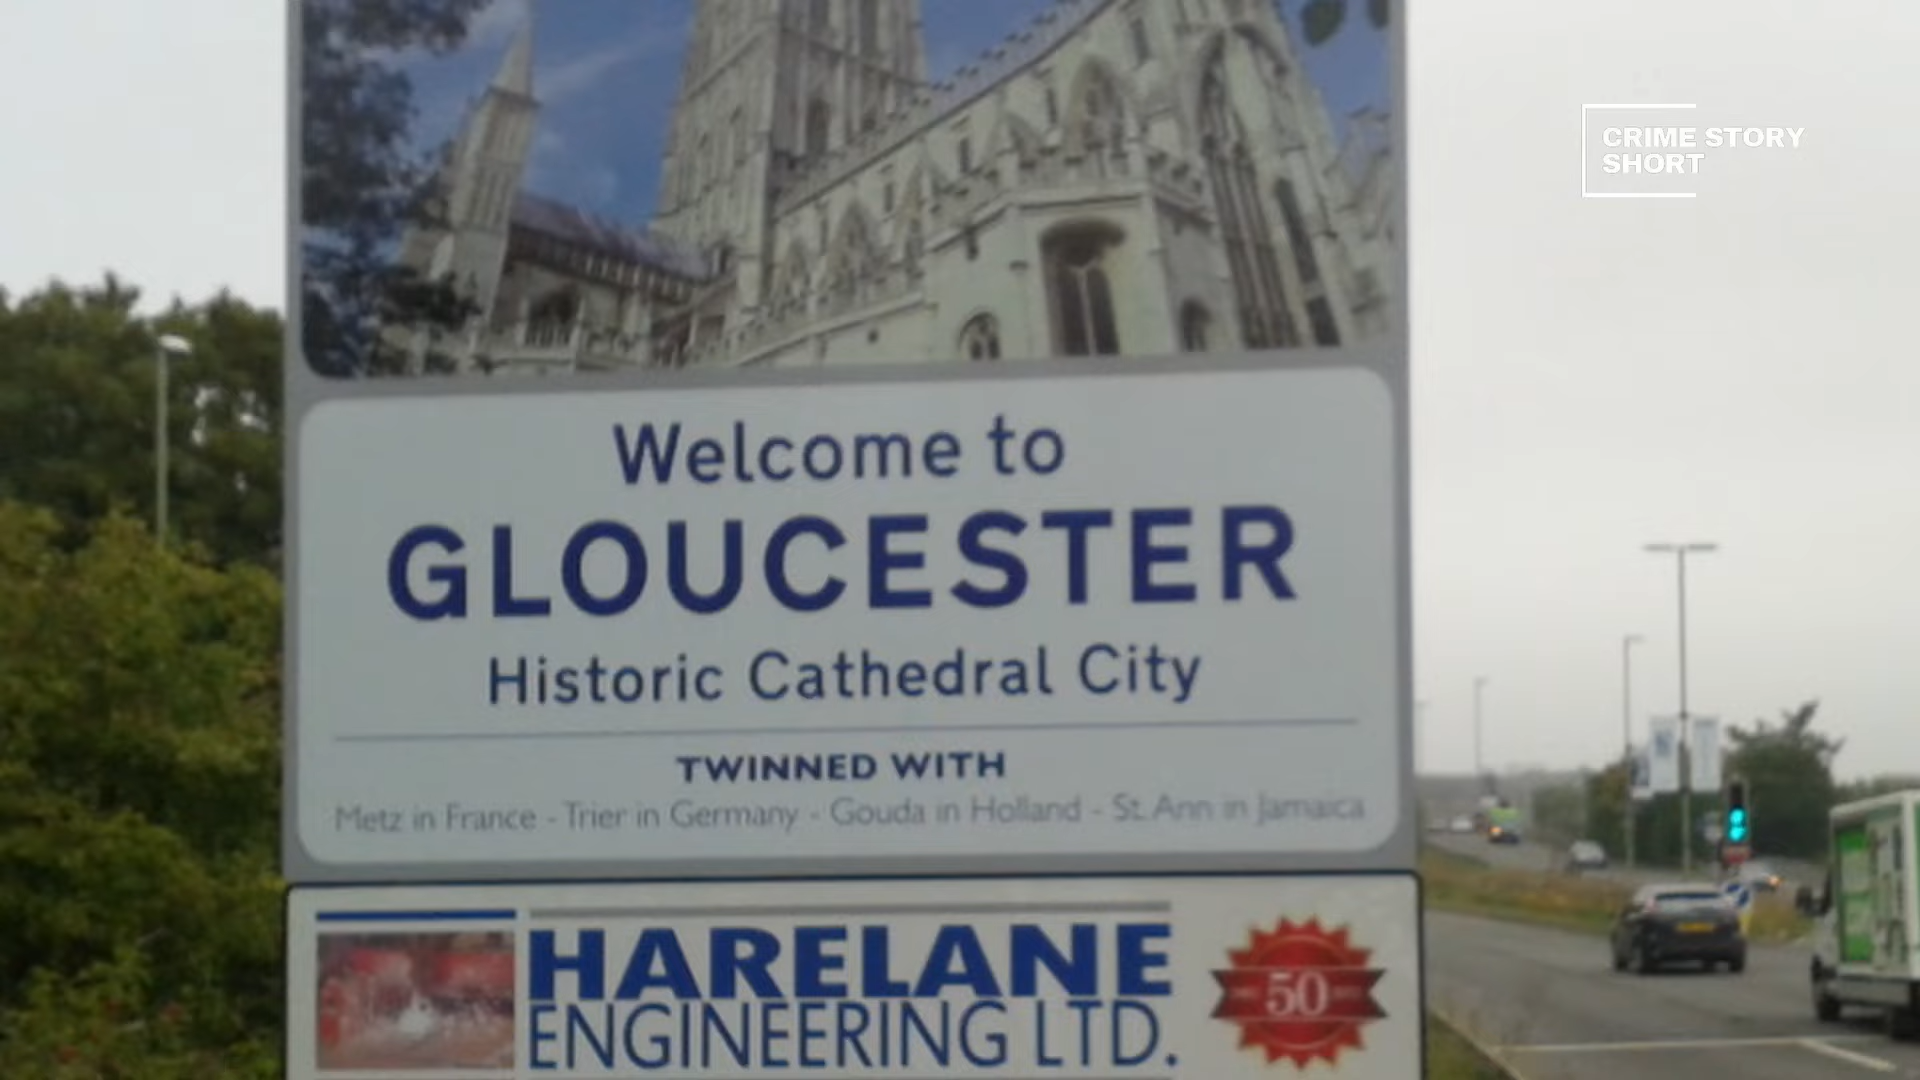 CRIME STORY
SHORT
Welcome to
GLOUCESTER
Historic Cathedral City
TWINNED WITH
Metz in France - Trier in Germany - Gouda in Holland - St. Ann in Jamaica
HARELANE
ENGINEERING LTD.
50